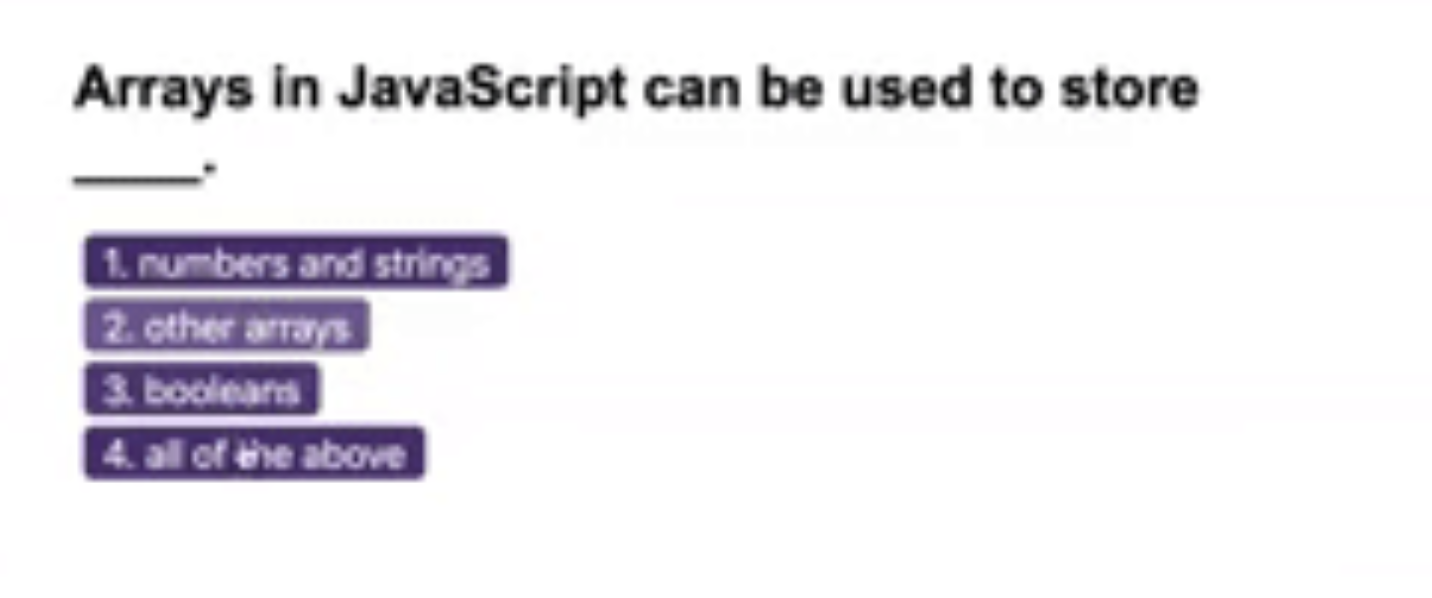 Arrays in JavaScript can be used to store
____.
1. numbers and strings
2. other arrays
3. booleans
4. all of the above